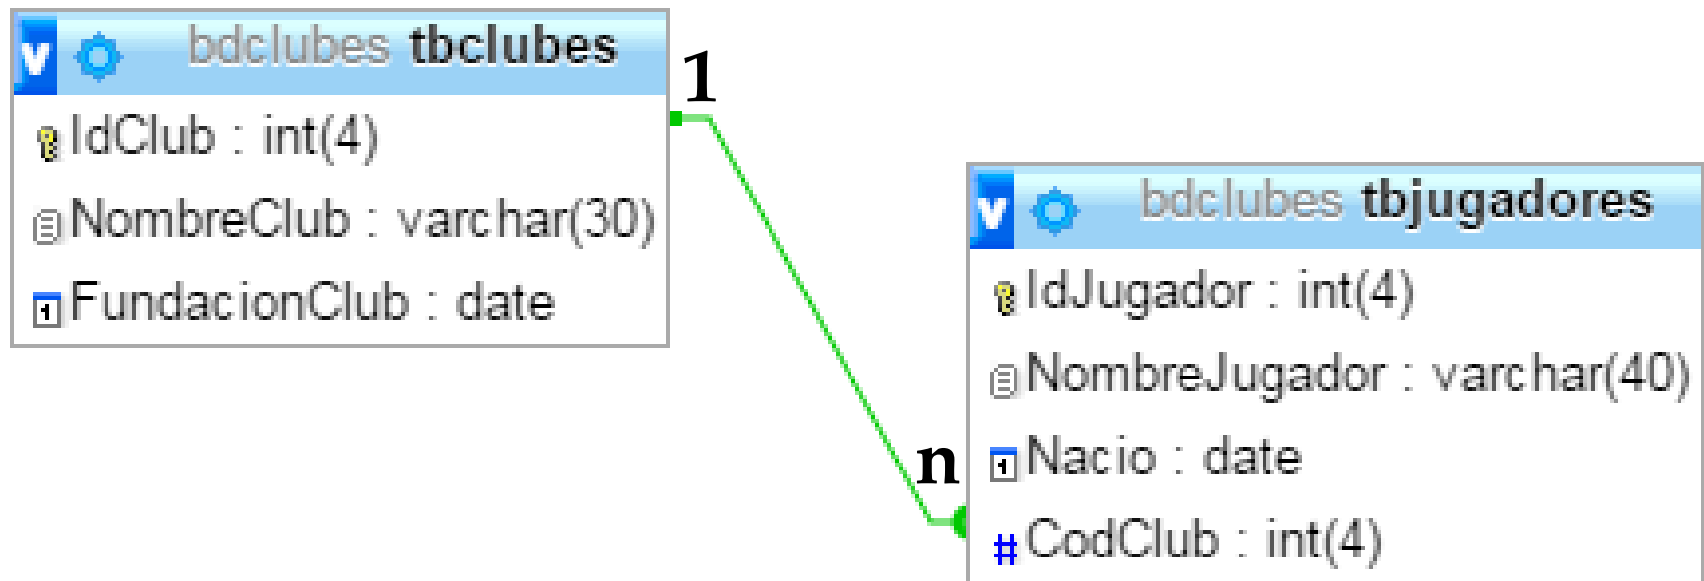 bdclubes tbclubes
IdClub : int(4)
NombreClub : varchar(30)
FundacionClub : date
1
n
bdclubes tbjugadores
IdJugador : int(4)
NombreJugador : varchar(40)
Nacio : date
CodClub : int(4)